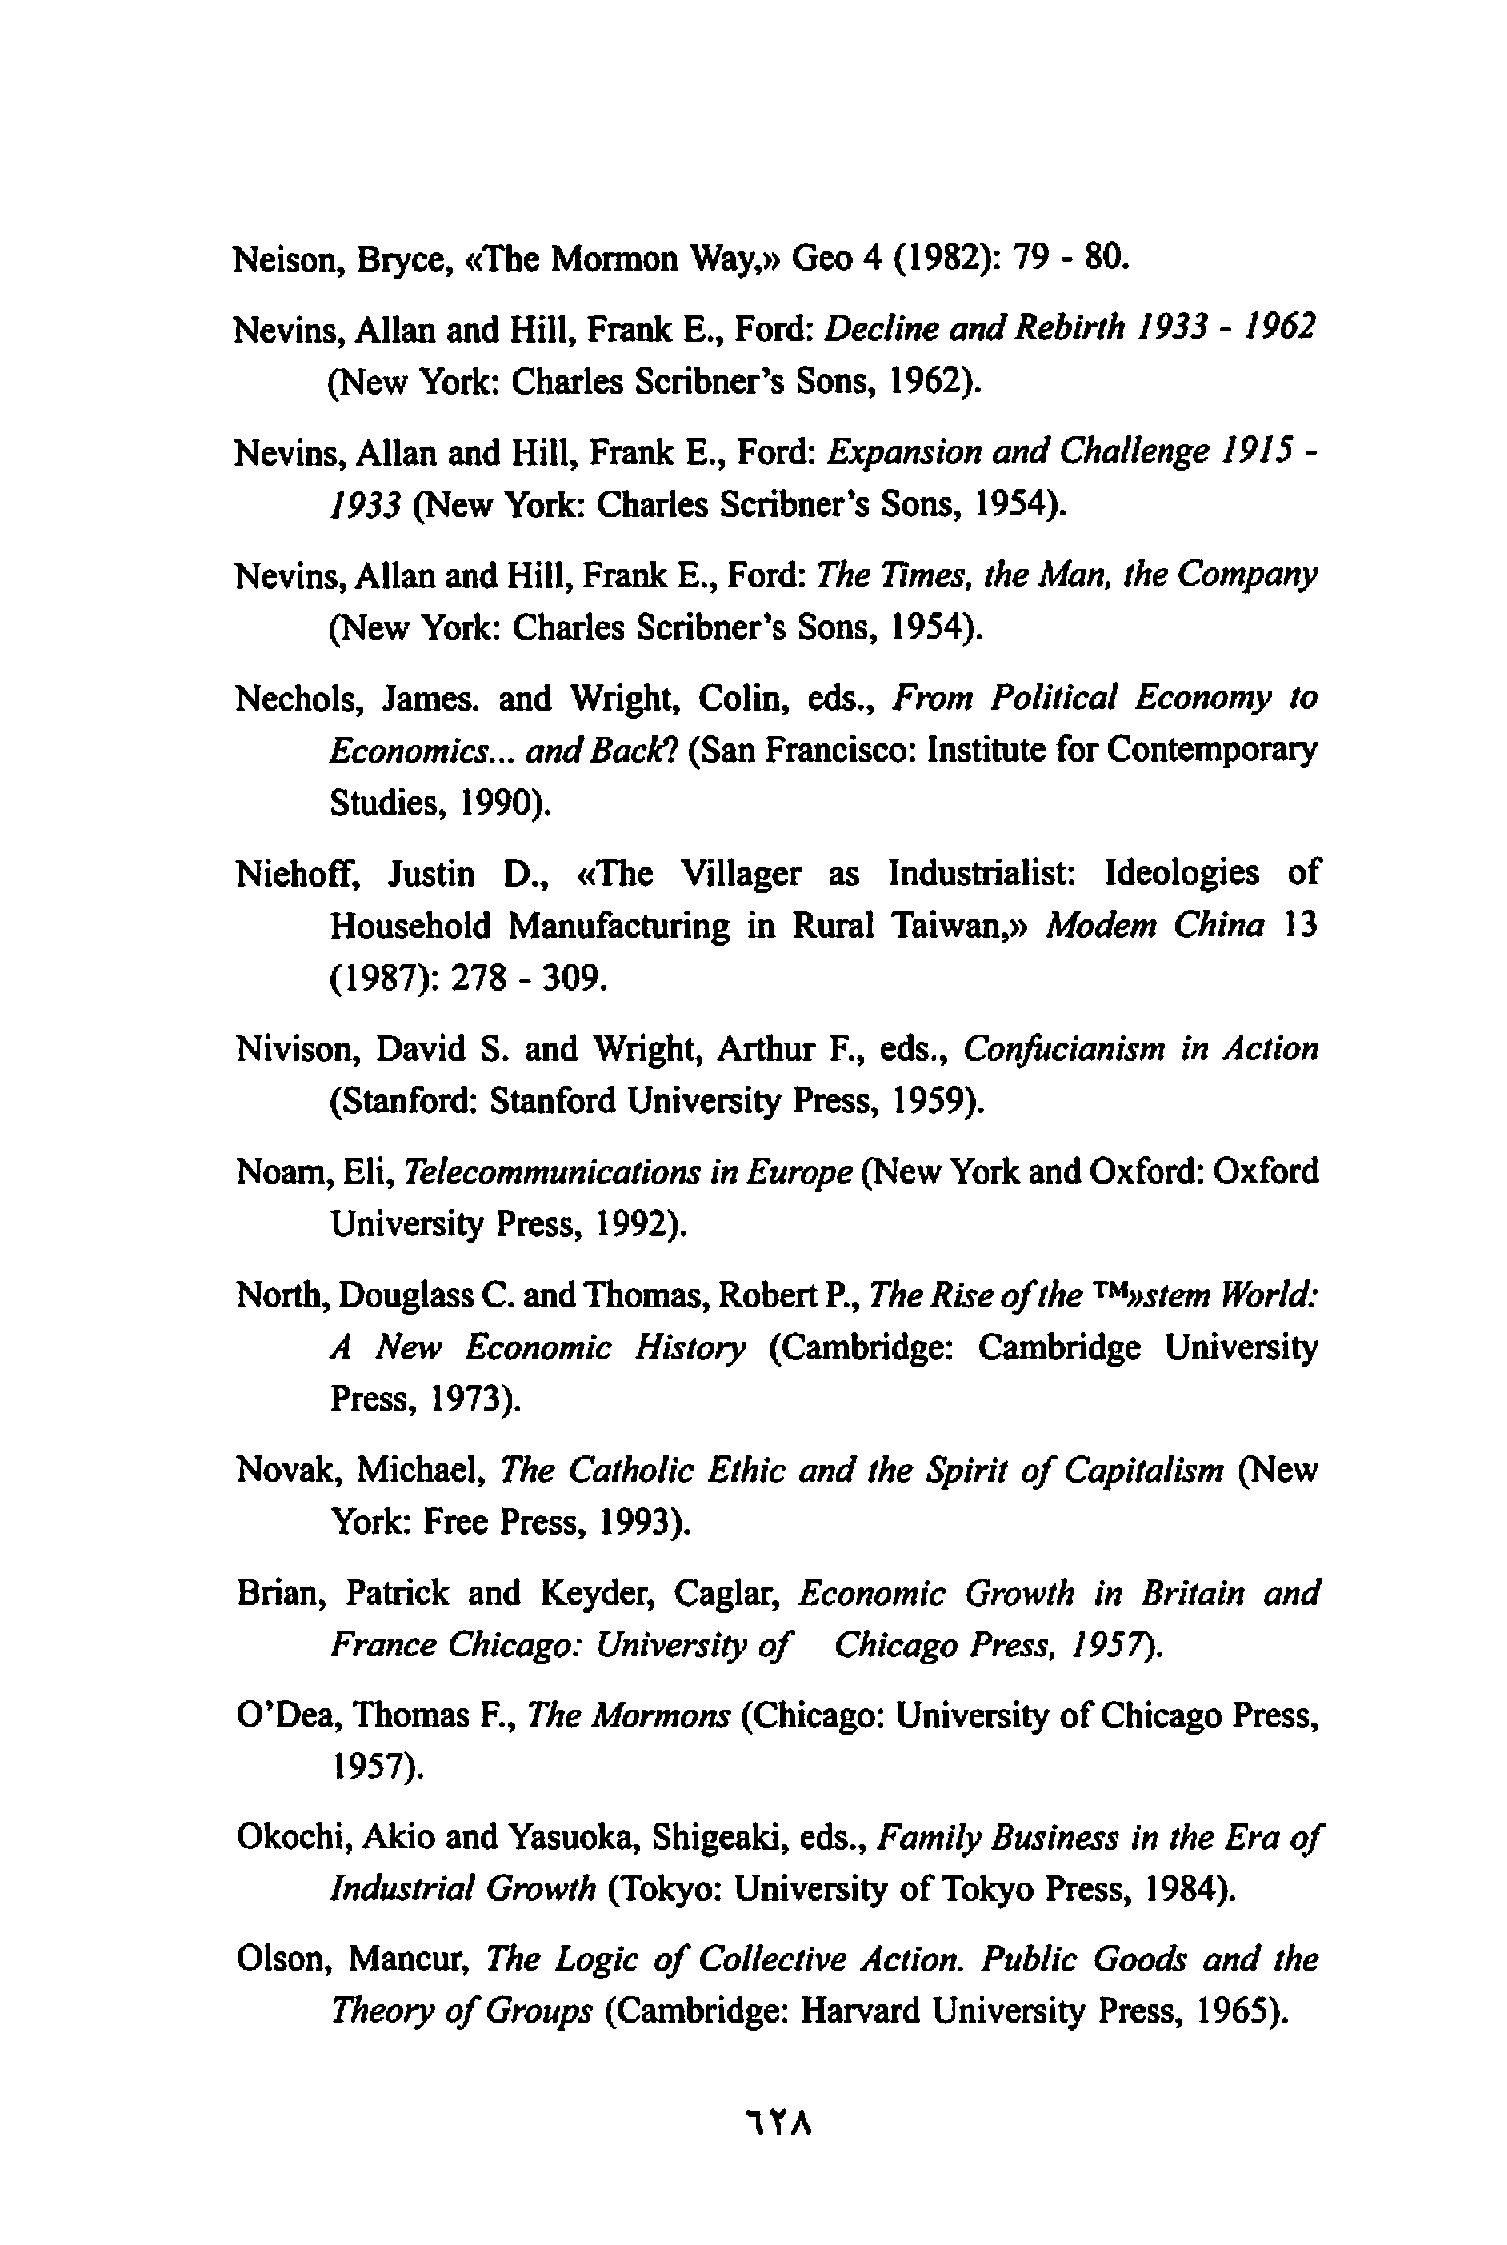 Neison, Bryce, «The Mormon Way,» Geo 4 (1982): 79 - 80.
Nevins, Allan and Hill, Frank E., Ford: Decline and Rebirth 1933 - 1962
(New York: Charles Scribner's Sons, 1962).
Nevins, Allan and Hill, Frank E., Ford: Expansion and Challenge 1915 -
1933 (New York: Charles Scribner's Sons, 1954).
Nevins, Allan and Hill, Frank E., Ford: The Times, the Man, the Company
(New York: Charles Scribner's Sons, 1954).
Nechols, James. and Wright, Colin, eds., From Political Economy to
Economics... and Back? (San Francisco: Institute for Contemporary
Studies, 1990).
Niehoff, Justin D., «The Villager as Industrialist: Ideologies of
Household Manufacturing in Rural Taiwan,» Modem China 13
(1987): 278 - 309.
Nivison, David S. and Wright, Arthur F., eds., Confucianism in Action
(Stanford: Stanford University Press, 1959).
Noam, Eli, Telecommunications in Europe (New York and Oxford: Oxford
University Press, 1992).
North, Douglass C. and Thomas, Robert P., The Rise of the ™»stem World:
A New Economic History (Cambridge: Cambridge University
Press, 1973).
Novak, Michael, The Catholic Ethic and the Spirit of Capitalism (New
York: Free Press, 1993).
Brian, Patrick and Keyder, Caglar, Economic Growth in Britain and
France Chicago: University of Chicago Press, 1957).
O'Dea, Thomas F., The Mormons (Chicago: University of Chicago Press,
1957).
Okochi, Akio and Yasuoka, Shigeaki, eds., Family Business in the Era of
Industrial Growth (Tokyo: University of Tokyo Press, 1984).
Olson, Mancur, The Logic of Collective Action. Public Goods and the
Theory of Groups (Cambridge: Harvard University Press, 1965).
٦٢٨